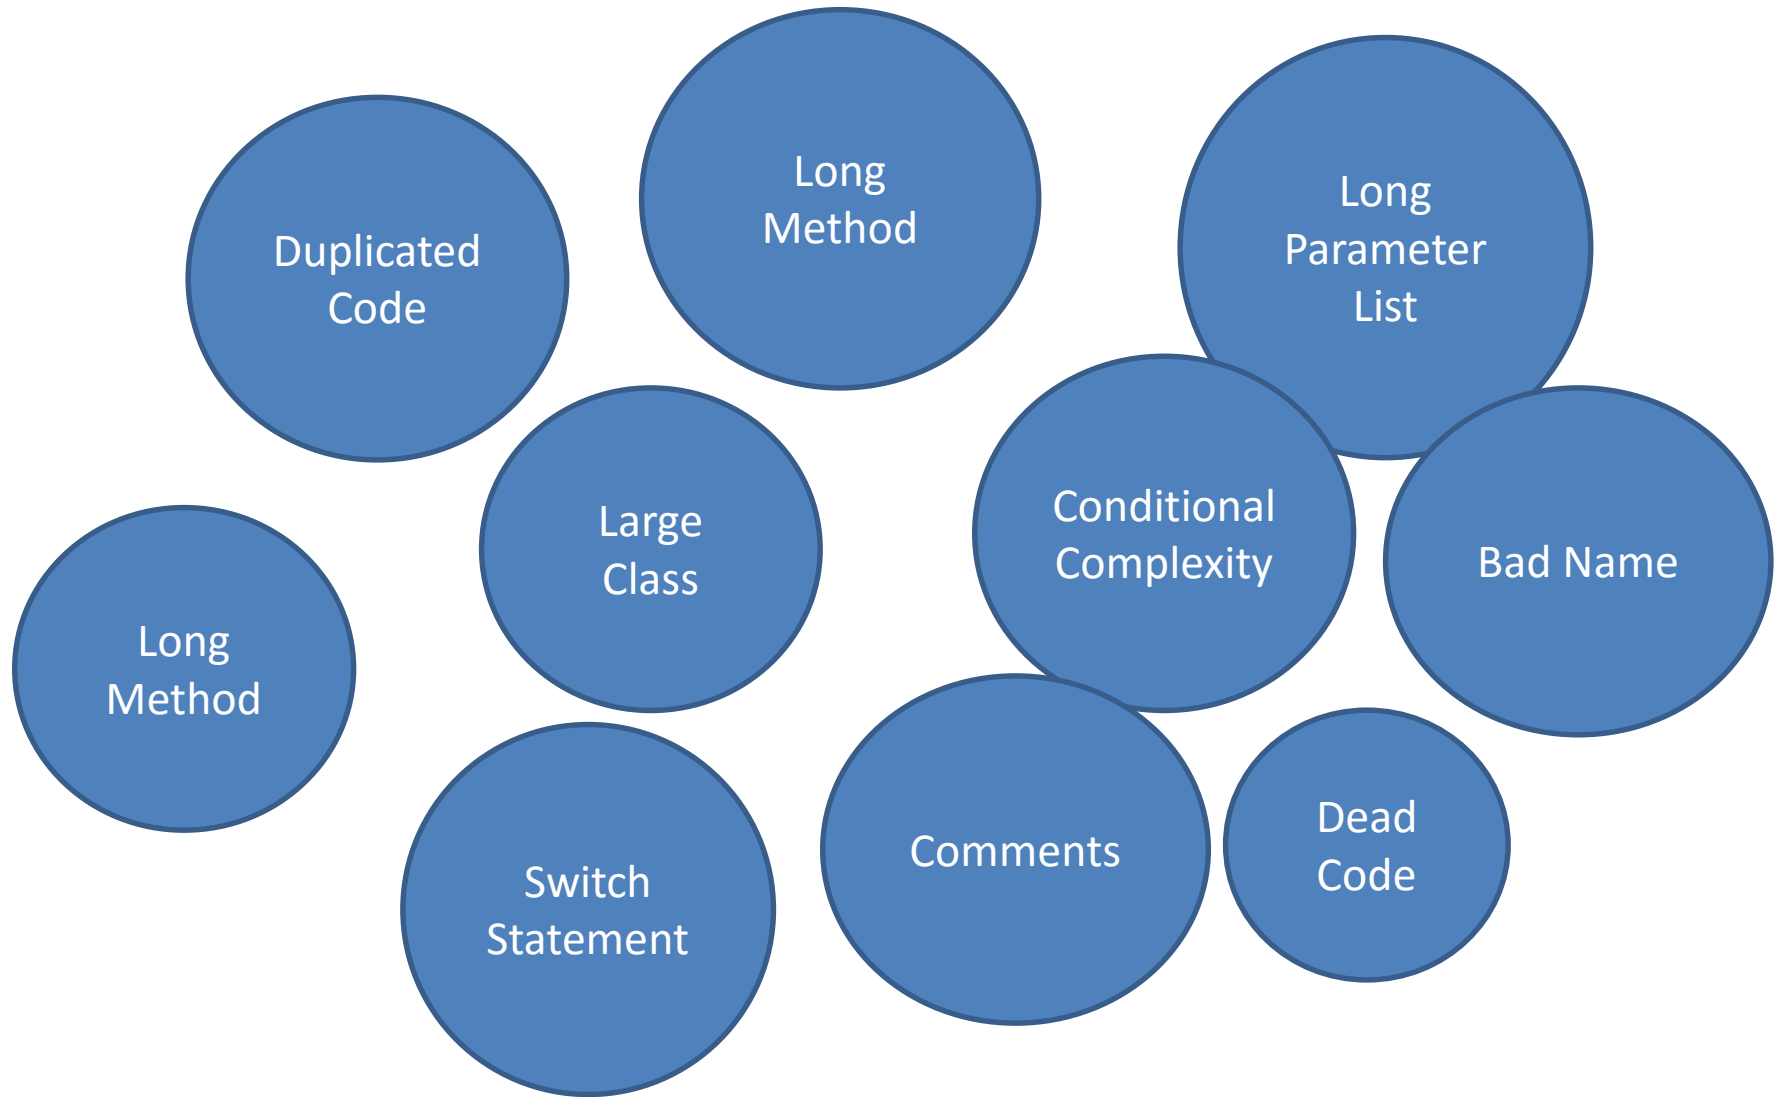 Long
Method
Duplicated
Code
Long
Parameter
List
Large
Class
Conditional
Complexity
Bad Name
Long
Method
Switch
Statement
Comments
Dead
Code